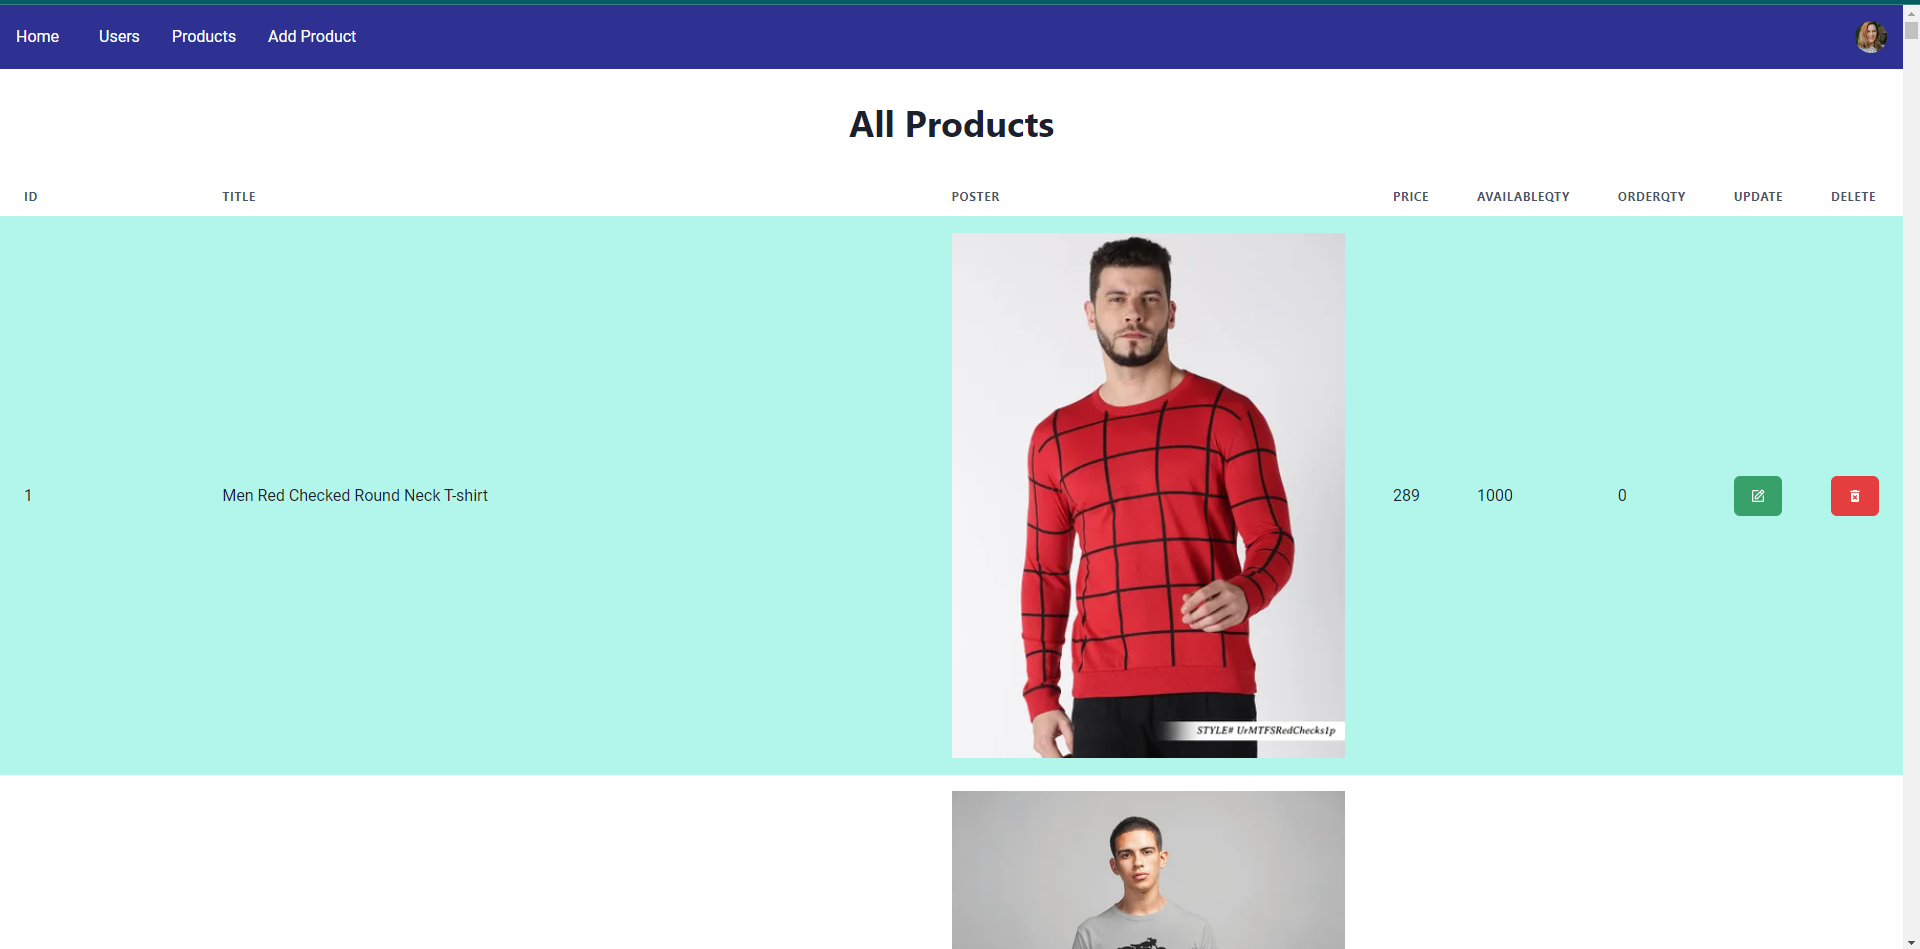 Home Users Products Add Product
All Products
ID TITLE POSTER PRICE AVAILABLEQTY ORDERQTY UPDATE DELETE
1 Men Red Checked Round Neck T-shirt 289 1000 0
STYLE# UrMTFSRedChecks1p